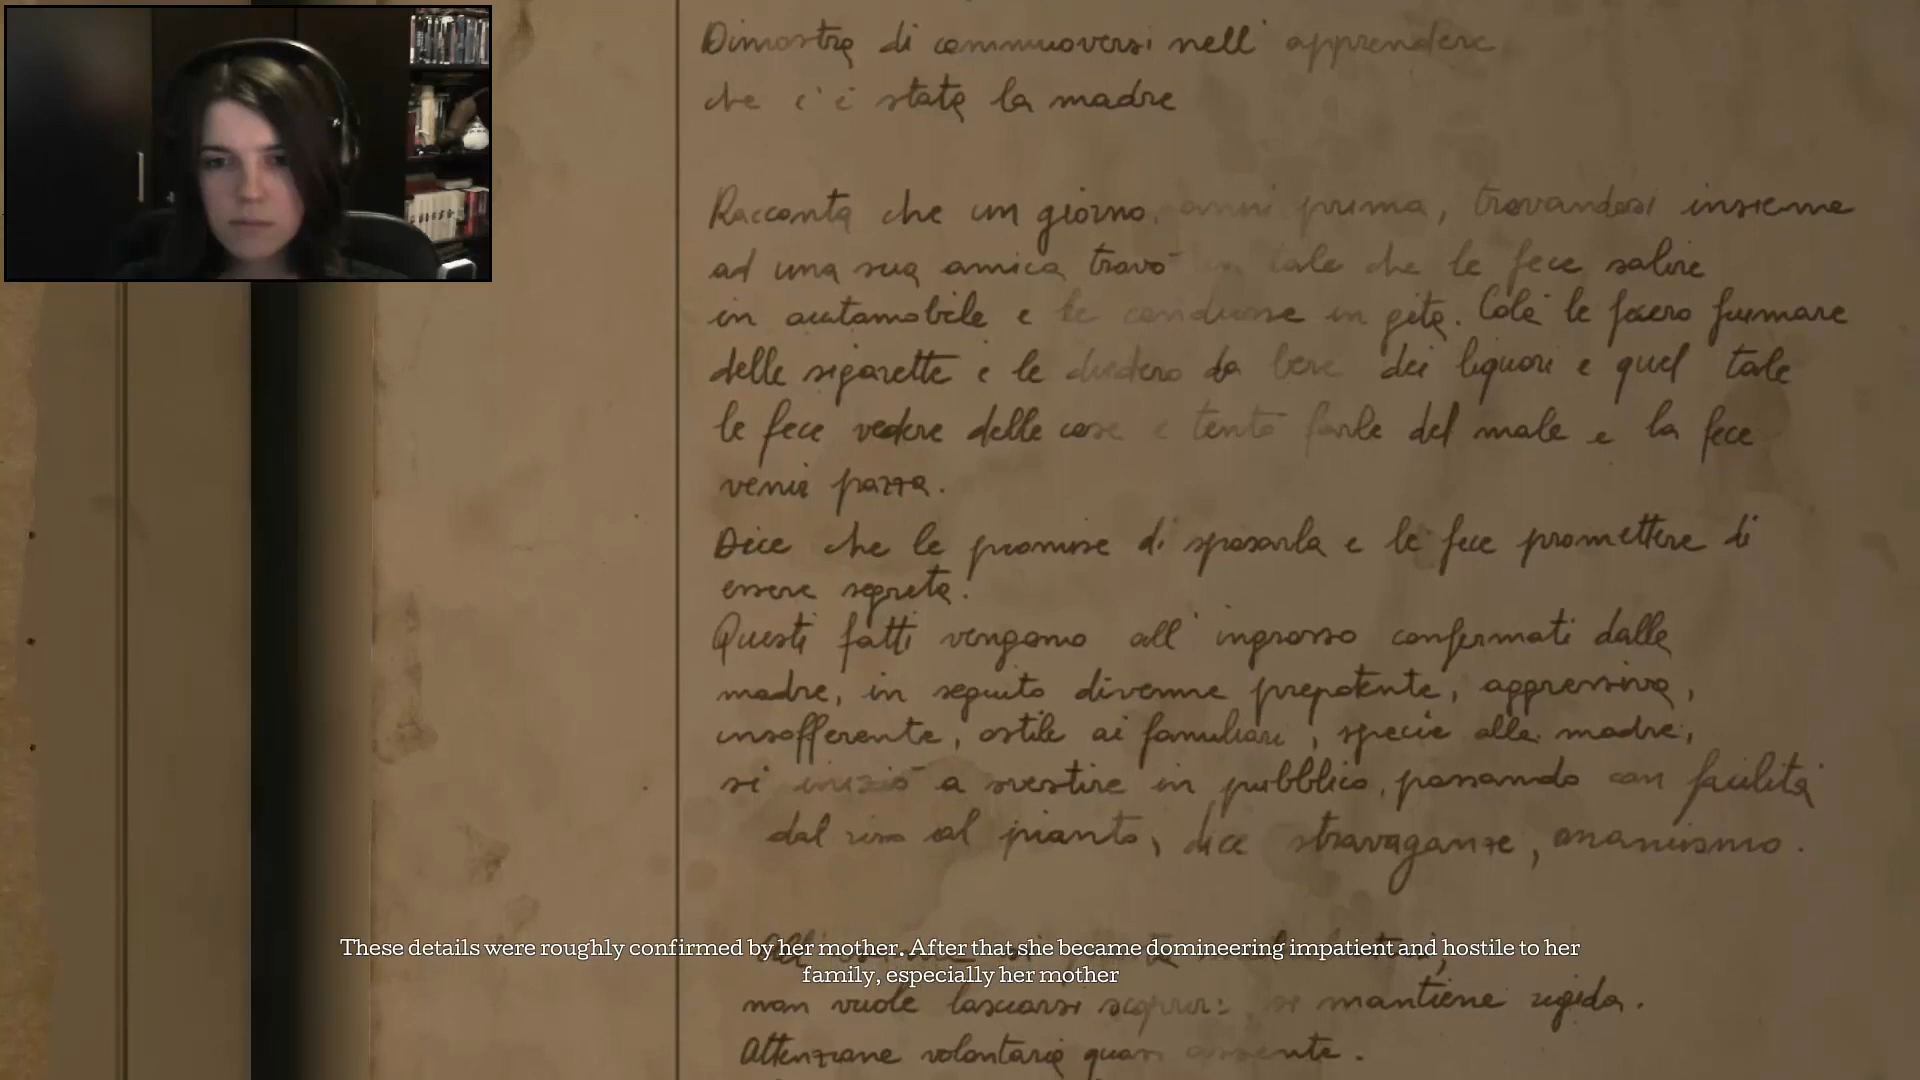 Dimostra di commuoversi nell' apprendere
che c'è stata la madre
Racconta che un giorno, anni prima, trovandosi insieme
ad una sua amica trovò un tale che le fece salire
in automobile e le condusse in gita. Colà le fecero fumare
delle sigarette e le diedero da bere dei liquori e quel tale
le fece vedere delle cose e tentò farle del male e la fece
venir pazza.
Dice che le promise di sposarla e le fece promettere di
essere segreta.
Questi fatti vengono all' ingrosso confermati dalla
madre, in seguito divenne prepotente, aggressiva,
insofferente, ostile ai famuliari, specie alla madre,
si iniziò a svestire in pubblico, passando con facilità
dal riso al pianto, dice stravaganze, onanismo.
These details were roughly confirmed by her mother. After that she became domineering impatient and hostile to her
family, especially her mother
non vuole lasciarsi scoprire: si mantiene rigida.
Attenzione volontaria quasi assente.